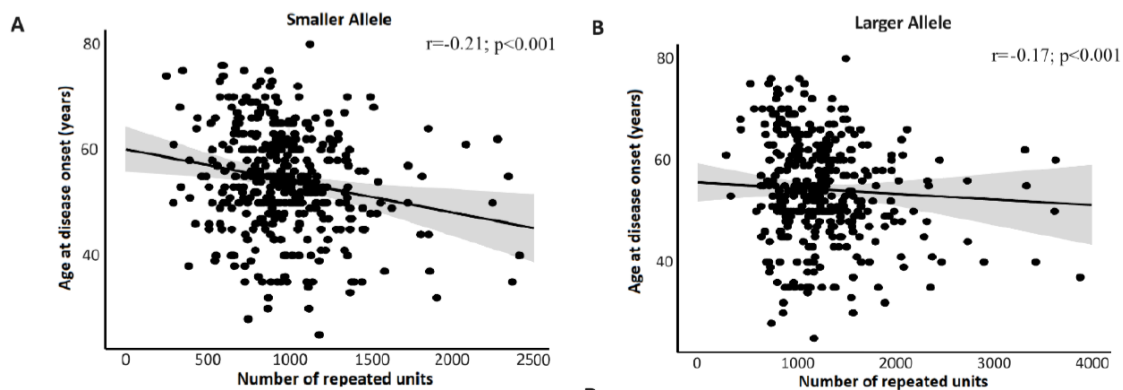 A
Smaller Allele
r=-0.21; p<0.001
Age at disease onset (years)
80
60
40
0 500 1000 1500 2000 2500
Number of repeated units
B
Larger Allele
r=-0.17; p<0.001
Age at disease onset (years)
80
60
40
0 1000 2000 3000 4000
Number of repeated units